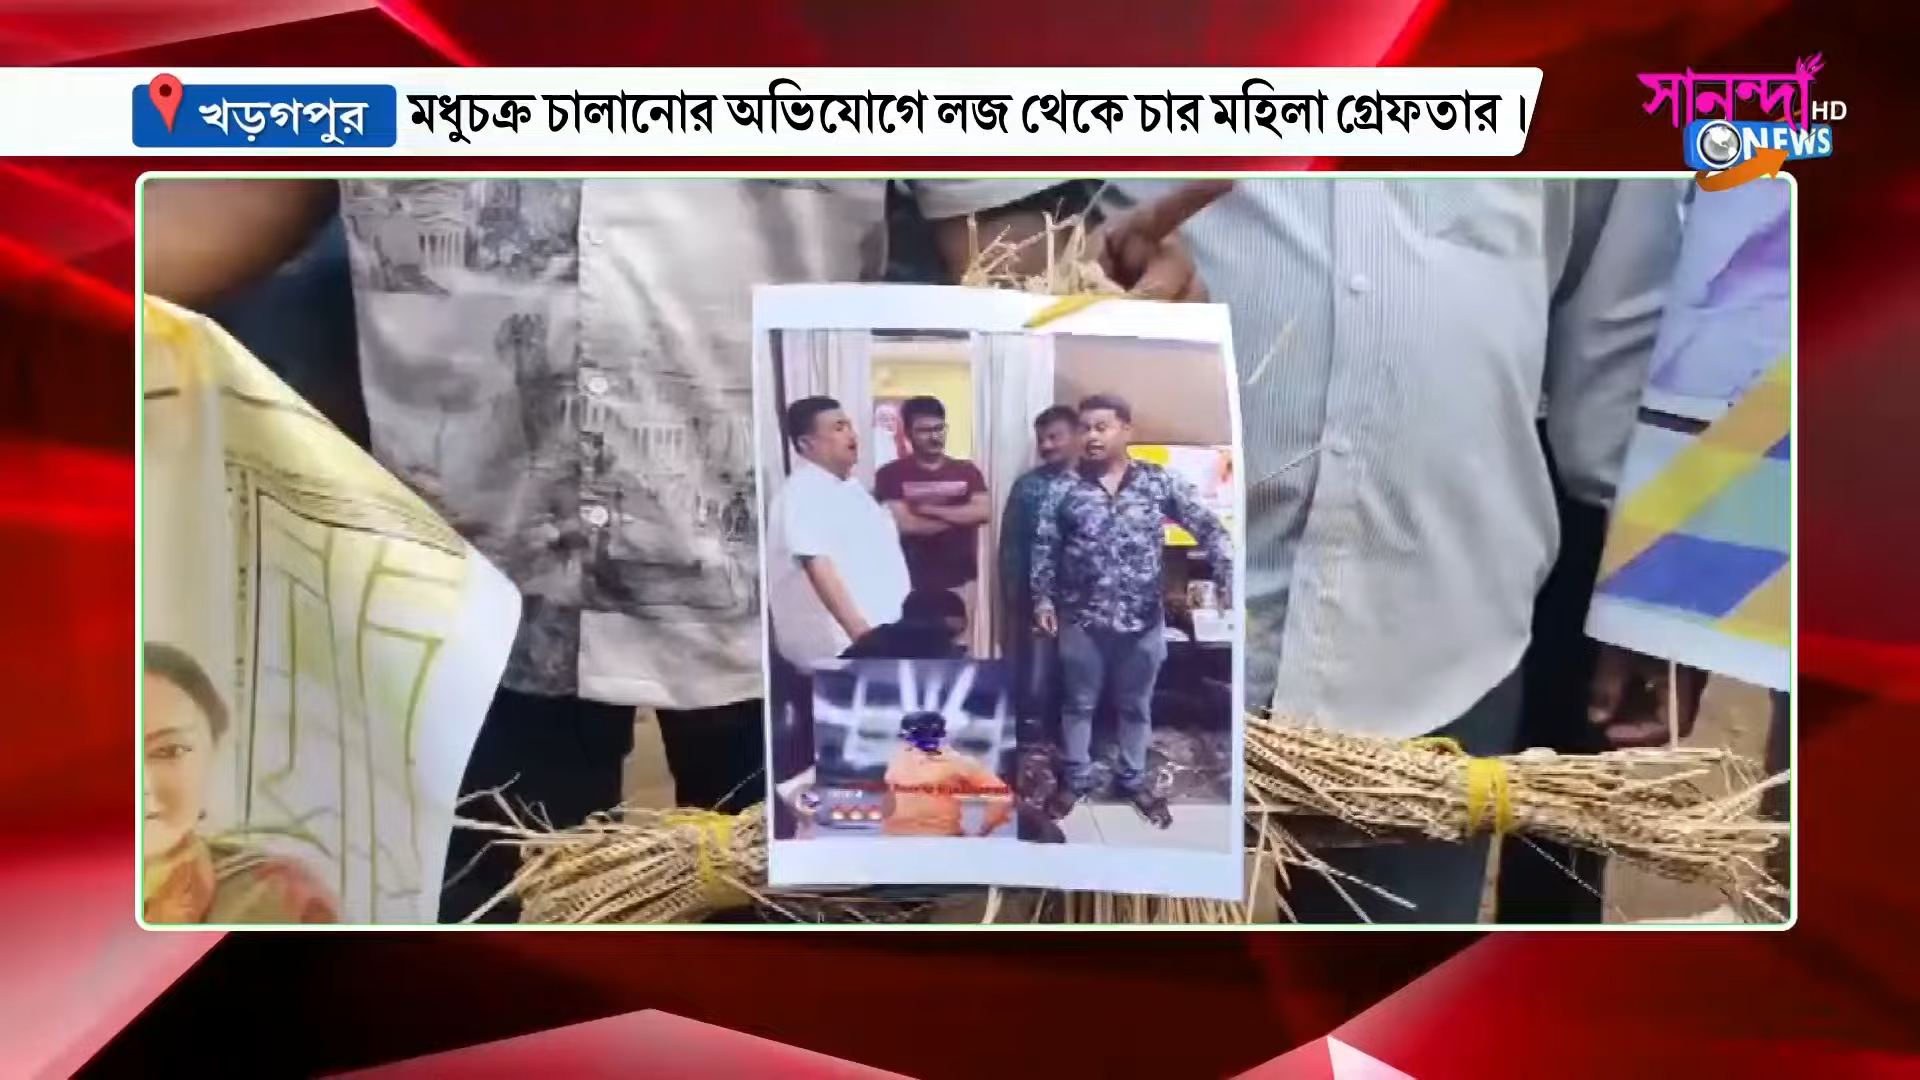 খড়গপুর মধুচক্র চালানোর অভিযোগে লজ থেকে চার মহিলা গ্রেফতার।
সানন্দা HD
NEWS